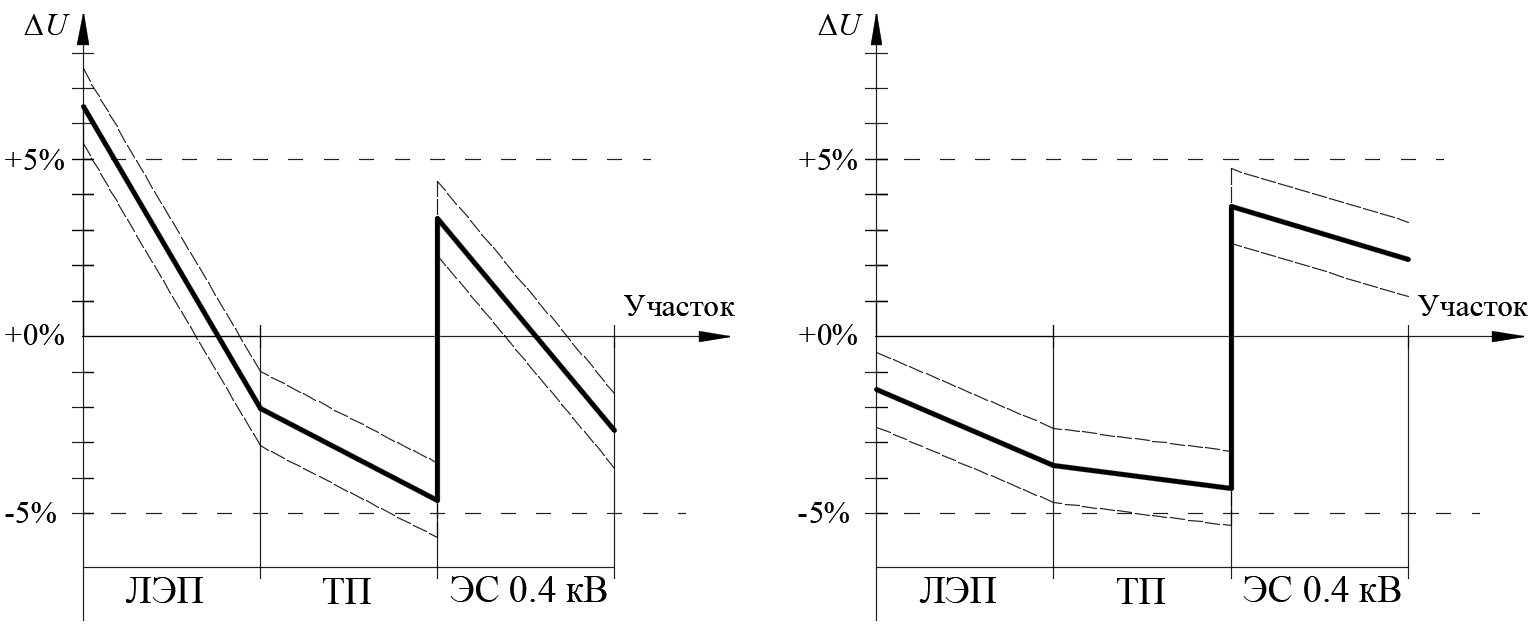 ΔU
+5%
+0%
-5%
Участок
ЛЭП
ТП
ЭС 0.4 кВ
ΔU
+5%
+0%
-5%
Участок
ЛЭП
ТП
ЭС 0.4 кВ